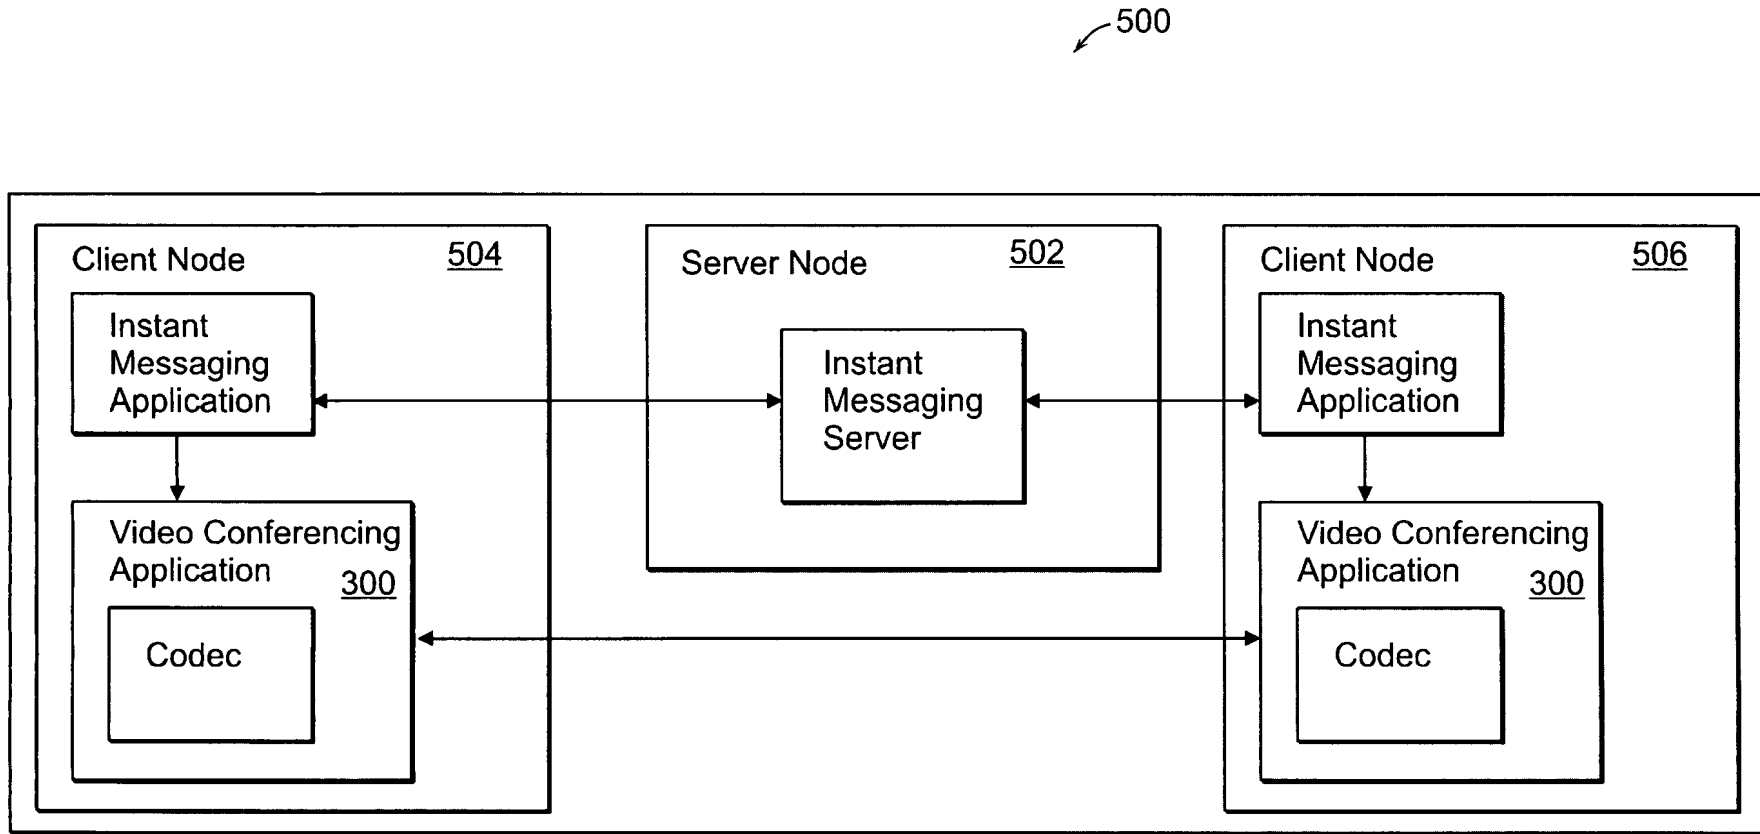 500
Client Node
504
Instant
Messaging
Application
Video Conferencing
Application
300
Codec
Server Node
502
Instant
Messaging
Server
Client Node
506
Instant
Messaging
Application
Video Conferencing
Application
300
Codec